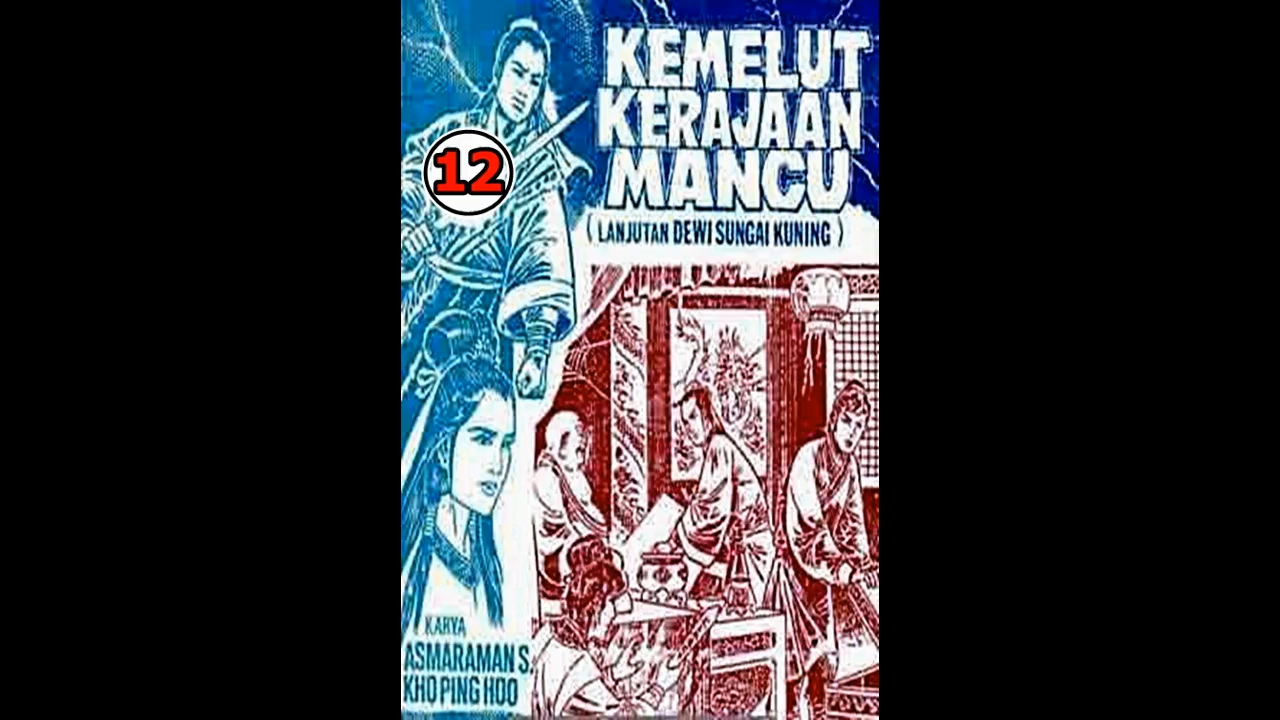 KEMELUT
KERAJAAN
MANCU
( LANJUTAN DEWI SUNGAI KUNING )
12
KARYA
ASMARAMAN S.
KHO PING HOO